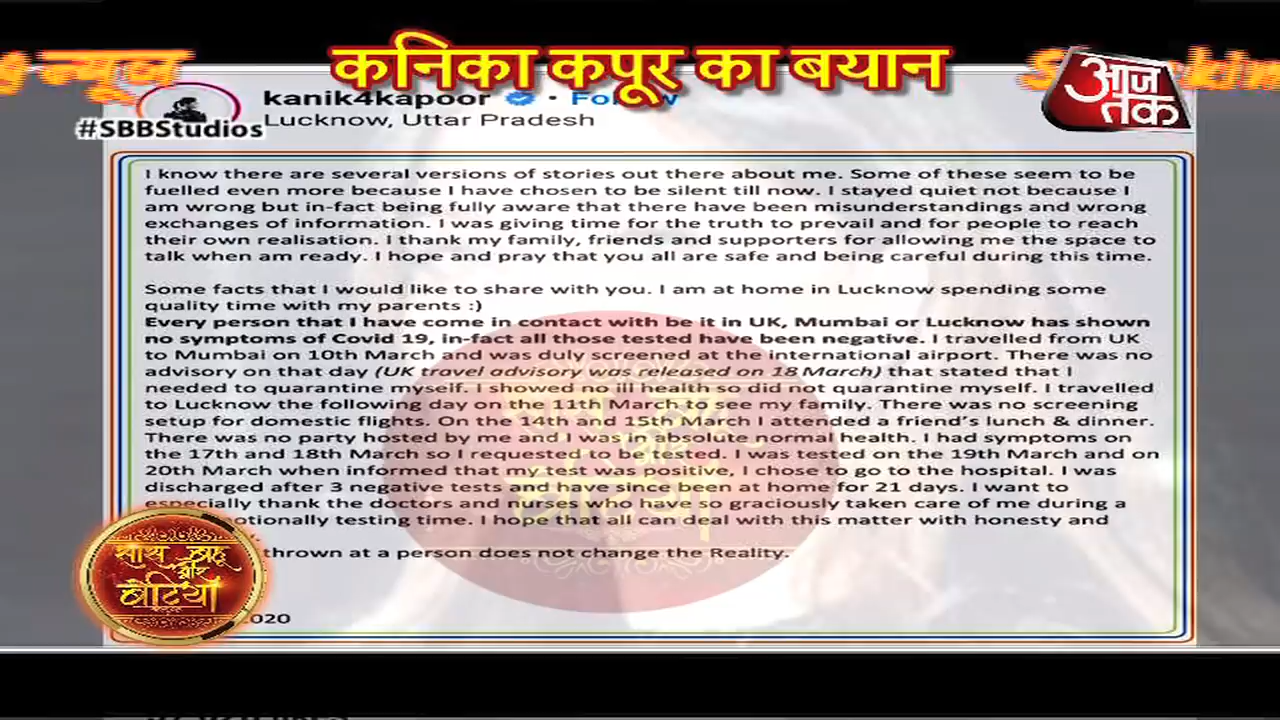 कनिका कपूर का बयान
न्यूज़
आज
तक
kanik4kapoor
#SBBStudios
Lucknow, Uttar Pradesh
I know there are several versions of stories out there about me. Some of these seem to be
fuelled even more because I have chosen to be silent till now. I stayed quiet not because I
am wrong but in-fact being fully aware that there have been misunderstandings and wrong
exchanges of information. I was giving time for the truth to prevail and for people to reach
their own realisation. I thank my family, friends and supporters for allowing me the space to
talk when am ready. I hope and pray that you all are safe and being careful during this time.
Some facts that I would like to share with you. I am at home in Lucknow spending some
quality time with my parents :)
Every person that I have come in contact with be it in UK, Mumbai or Lucknow has shown
no symptoms of Covid 19, in-fact all those tested have been negative. I travelled from UK
to Mumbai on 10th March and was duly screened at the international airport. There was no
advisory on that day (UK travel advisory was released on 18 March) that stated that I
needed to quarantine myself. I showed no ill health so did not quarantine myself. I travelled
to Lucknow the following day on the 11th March to see my family. There was no screening
setup for domestic flights. On the 14th and 15th March I attended a friend's lunch & dinner.
There was no party hosted by me and I was in absolute normal health. I had symptoms on
the 17th and 18th March so I requested to be tested. I was tested on the 19th March and on
20th March when informed that my test was positive, I chose to go to the hospital. I was
discharged after 3 negative tests and have since been at home for 21 days. I want to
especially thank the doctors and nurses who have so graciously taken care of me during a
otionally testing time. I hope that all can deal with this matter with honesty and
thrown at a person does not change the Reality.
सास बहू
और
बेटियां
020